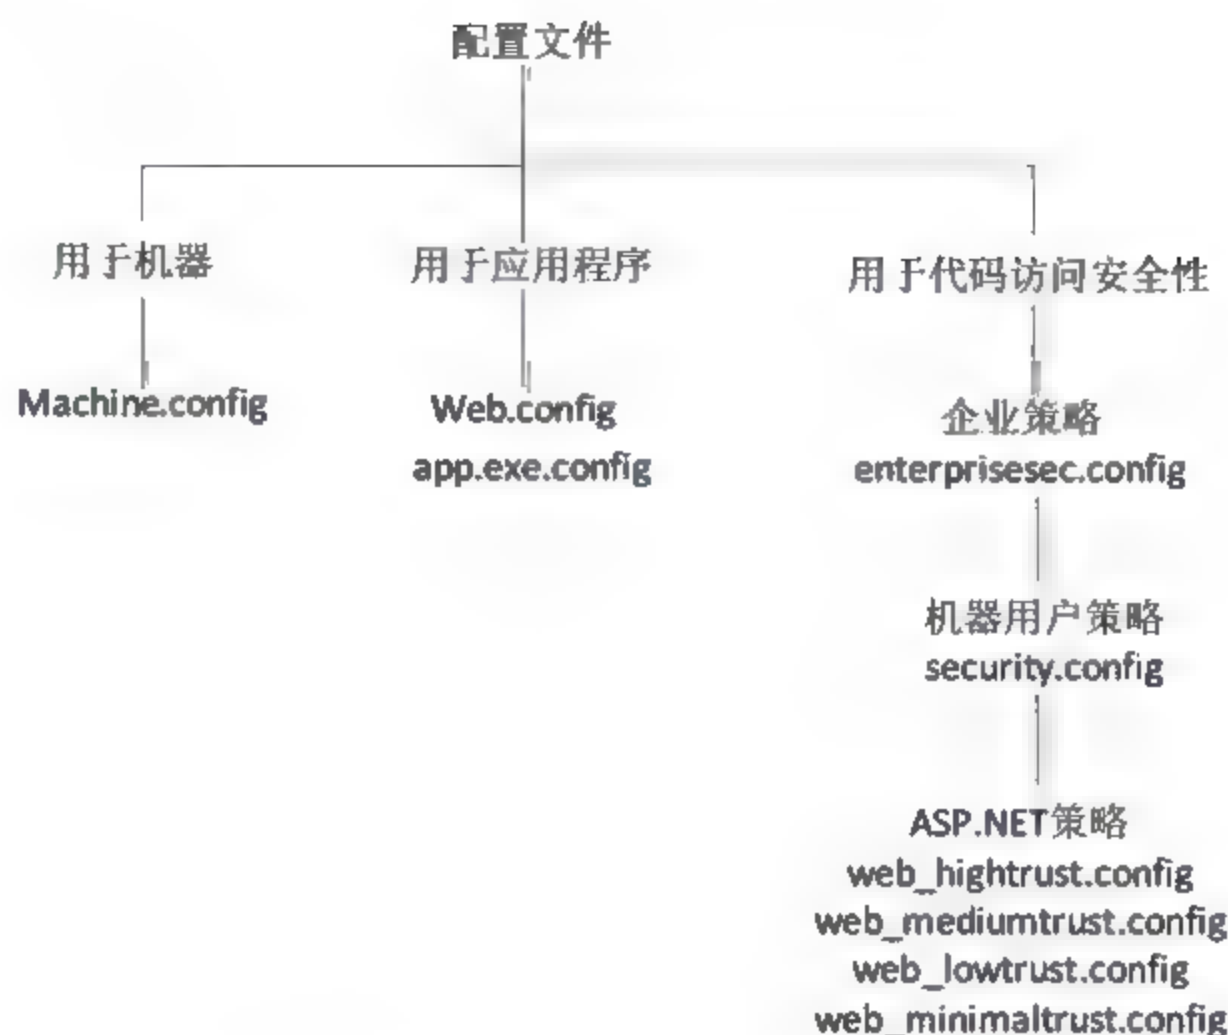 配置文件
用于机器
Machine.config
用于应用程序
Web.config
app.exe.config
用于代码访问安全性
企业策略
enterprisesec.config
机器用户策略
security.config
ASP.NET策略
web_hightrust.config
web_mediumtrust.config
web_lowtrust.config
web_minimaltrust.config